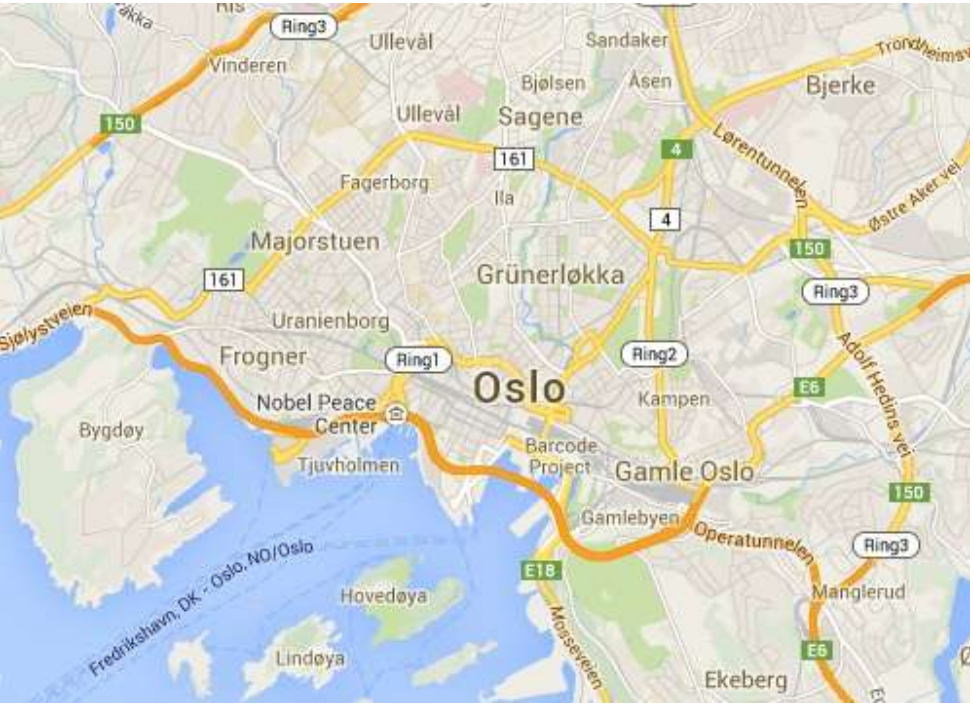 Ris
Ring3
Ullevål
Sandaker
Trondheimsv
Vinderen
Bjølsen
Åsen
Bjerke
Ullevål
Sagene
150
161
4
Lørentunnelen
Fagerborg
Ila
Østre Aker vei
4
Majorstuen
150
161
Grünerløkka
Ring3
Sjølystveien
Uranienborg
Frogner
Ring1
Ring2
Adolf Hedins vei
Oslo
E6
Nobel Peace
Center
Kampen
Bygdøy
Barcode
Project
Tjuvholmen
Gamle Oslo
150
Gamlebyen
Operatunnelen
Ring3
Fredrikshavn, DK - Oslo, NO/Oslo
E18
Hovedøya
Manglerud
Mosseveien
Lindøya
E6
Ekeberg